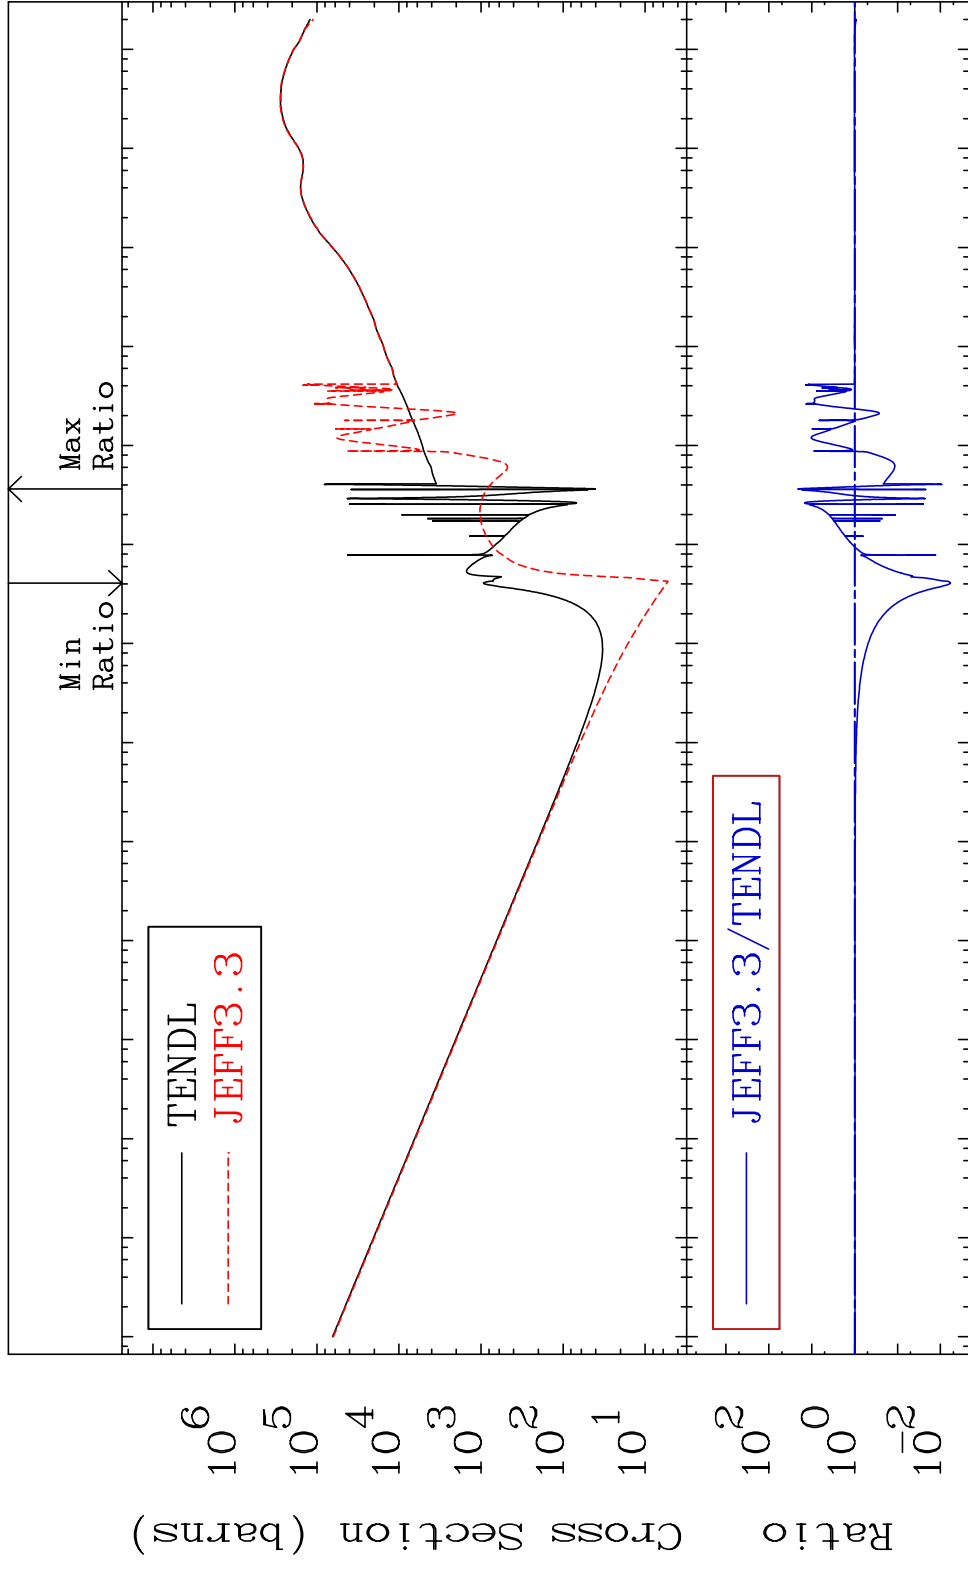 Min
Ratio
Max
Ratio
TENDL
JEFF3.3
Cross Section (barns)
10^6
10^5
10^4
10^3
10^2
10^1
JEFF3.3/TENDL
Ratio
10^2
10^0
10^-2